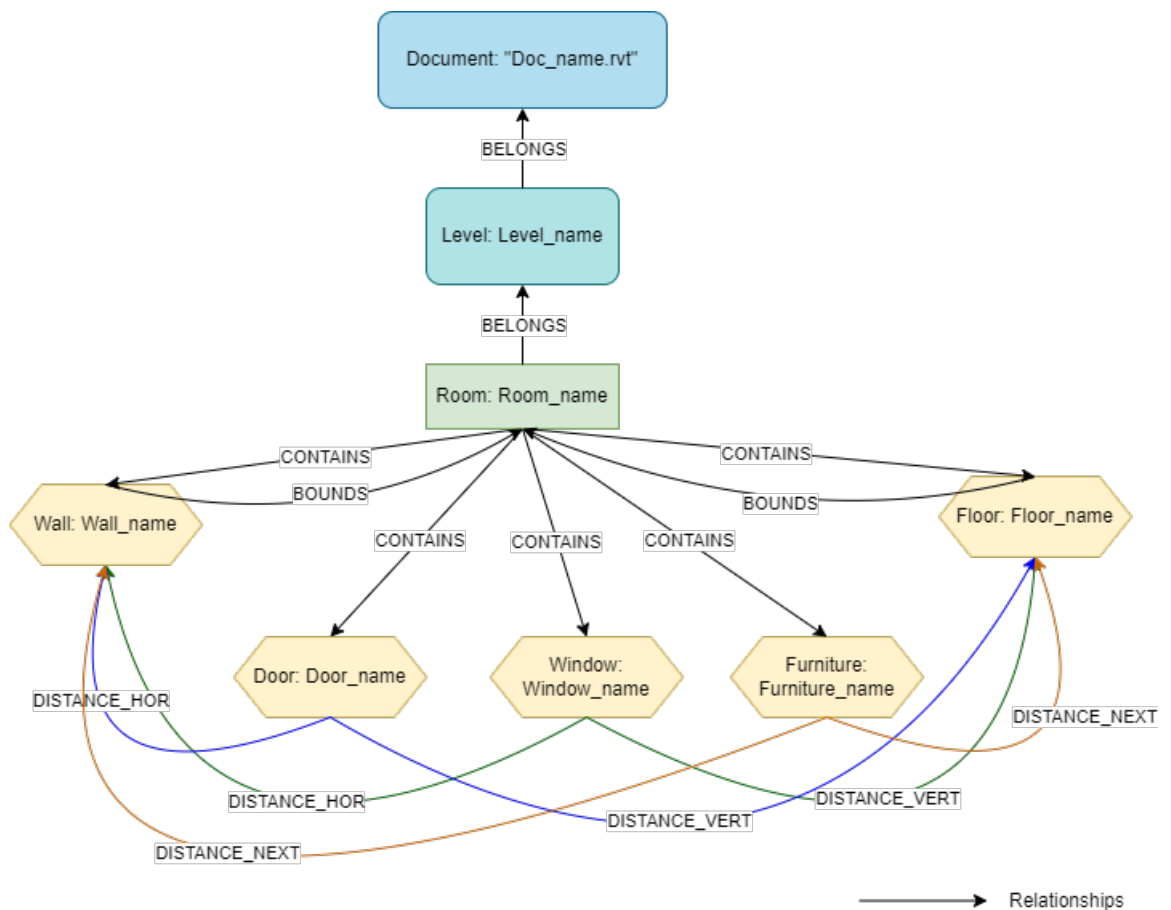 Document: "Doc_name.rvt"
BELONGS
Level: Level_name
BELONGS
Room: Room_name
CONTAINS
CONTAINS
BOUNDS
BOUNDS
Wall: Wall_name
Floor: Floor_name
CONTAINS
CONTAINS
CONTAINS
Door: Door_name
Window:
Window_name
Furniture:
Furniture_name
DISTANCE_HOR
DISTANCE_NEXT
DISTANCE_HOR
DISTANCE_VERT
DISTANCE_VERT
DISTANCE_NEXT
Relationships